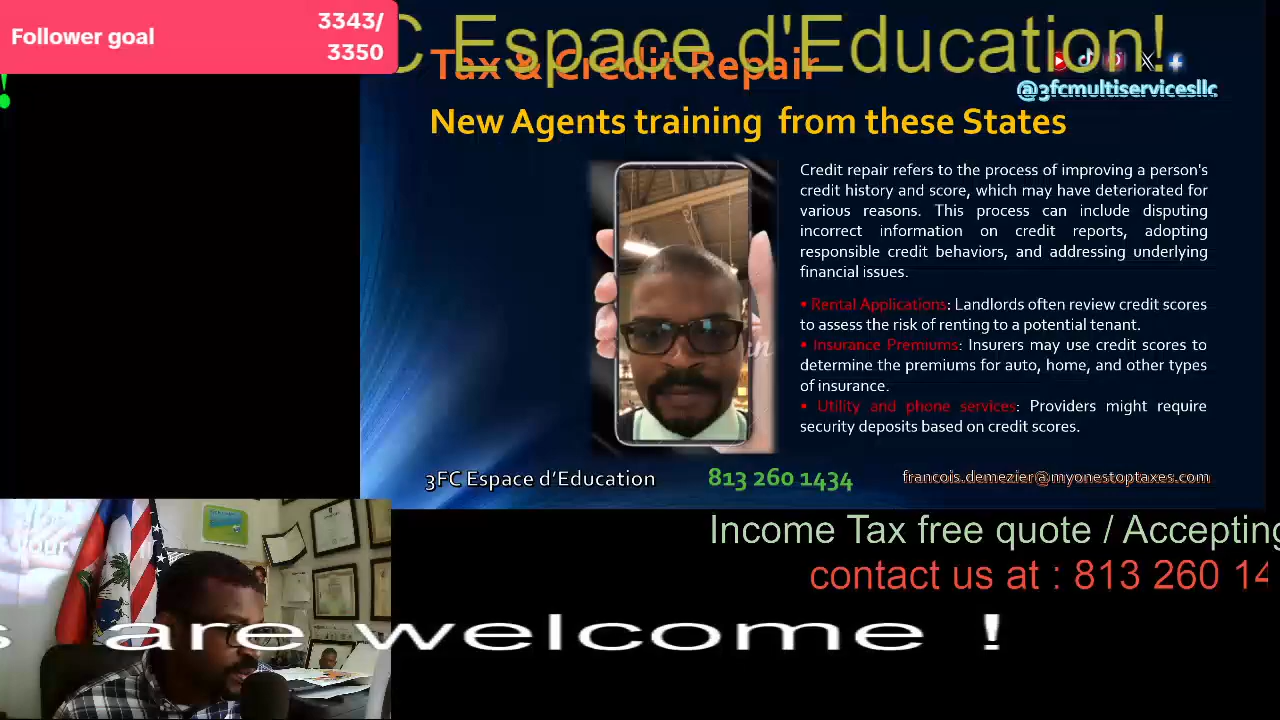 Follower goal
3343/
3350
C Espace d'Education!
!
Tax & Credit Repair
@3fcmultiservicesllc
New Agents training from these States
Credit repair refers to the process of improving a person's
credit history and score, which may have deteriorated for
various reasons. This process can include disputing
incorrect information on credit reports, adopting
responsible credit behaviors, and addressing underlying
financial issues.
• Rental Applications: Landlords often review credit scores
to assess the risk of renting to a potential tenant.
• Insurance Premiums: Insurers may use credit scores to
determine the premiums for auto, home, and other types
of insurance.
• Utility and phone services: Providers might require
security deposits based on credit scores.
3FC Espace d’Education
813 260 1434
francois.demezier@myonestoptaxes.com
Income Tax free quote / Accepting
contact us at : 813 260 14
your
s are welcome !